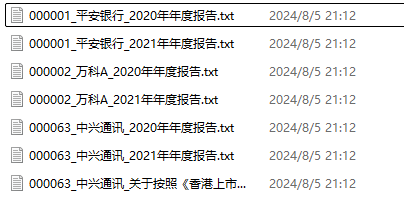 000001_平安银行_2020年年度报告.txt 2024/8/5 21:12
000001_平安银行_2021年年度报告.txt 2024/8/5 21:12
000002_万科A_2020年年度报告.txt 2024/8/5 21:12
000002_万科A_2021年年度报告.txt 2024/8/5 21:12
000063_中兴通讯_2020年年度报告.txt 2024/8/5 21:12
000063_中兴通讯_2021年年度报告.txt 2024/8/5 21:12
000063_中兴通讯_关于按照《香港上市... 2024/8/5 21:12